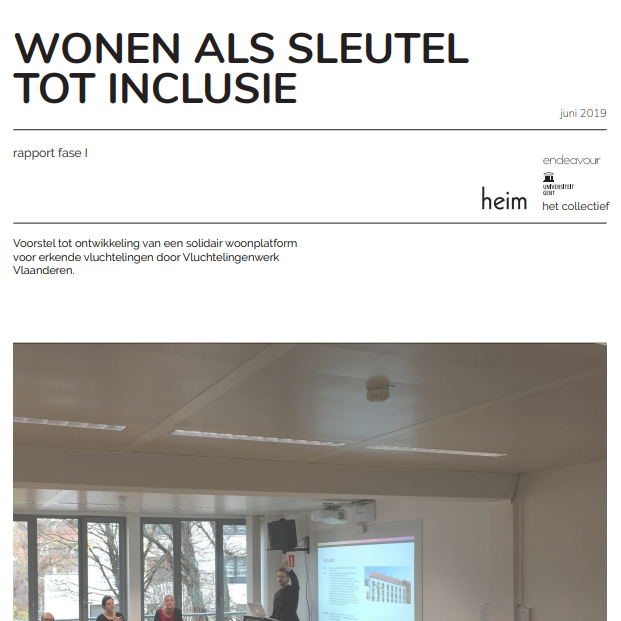 WONEN ALS SLEUTEL
TOT INCLUSIE
juni 2019
rapport fase I
endeavour
UNIVERSITEIT
GENT
heim
het collectief
Voorstel tot ontwikkeling van een solidair woonplatform
voor erkende vluchtelingen door Vluchtelingenwerk
Vlaanderen.